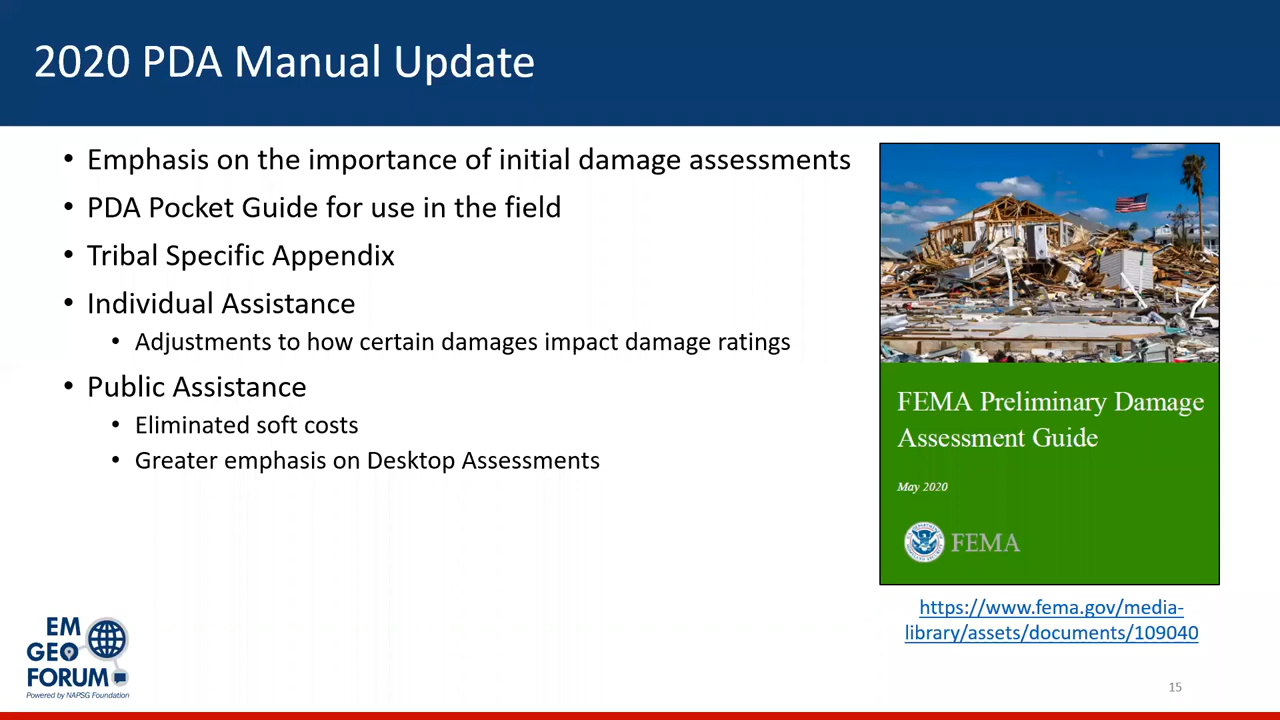 2020 PDA Manual Update
• Emphasis on the importance of initial damage assessments
• PDA Pocket Guide for use in the field
• Tribal Specific Appendix
• Individual Assistance
• Adjustments to how certain damages impact damage ratings
• Public Assistance
• Eliminated soft costs
• Greater emphasis on Desktop Assessments
FEMA Preliminary Damage
Assessment Guide
May 2020
FEMA
https://www.fema.gov/media-
library/assets/documents/109040
EM
GEO
FORUM
Powered by NAPSG Foundation
15